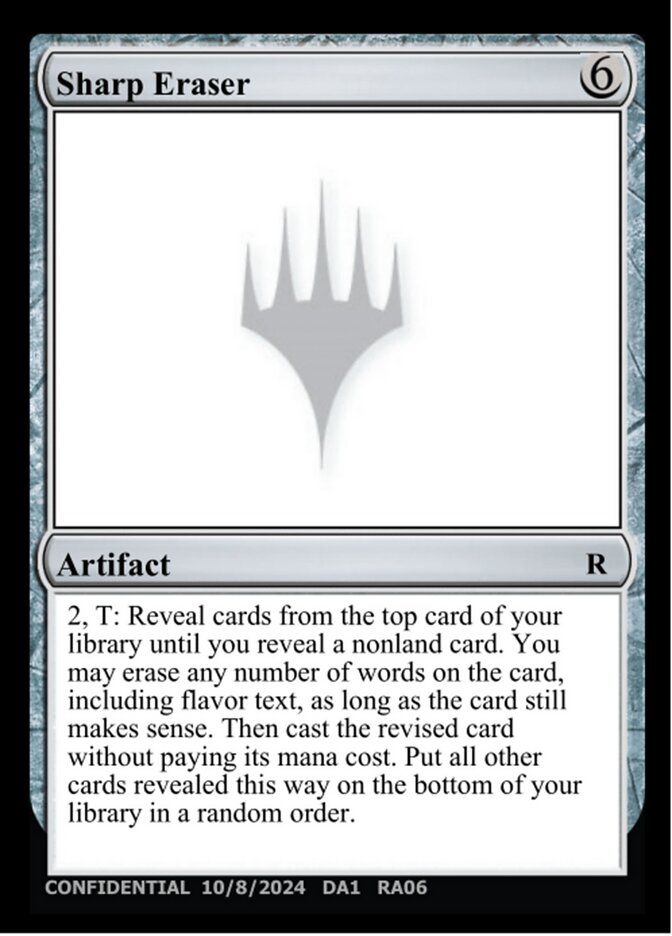 Sharp Eraser 6
Artifact R
2, T: Reveal cards from the top card of your
library until you reveal a nonland card. You
may erase any number of words on the card,
including flavor text, as long as the card still
makes sense. Then cast the revised card
without paying its mana cost. Put all other
cards revealed this way on the bottom of your
library in a random order.
CONFIDENTIAL 10/8/2024 DA1 RA06